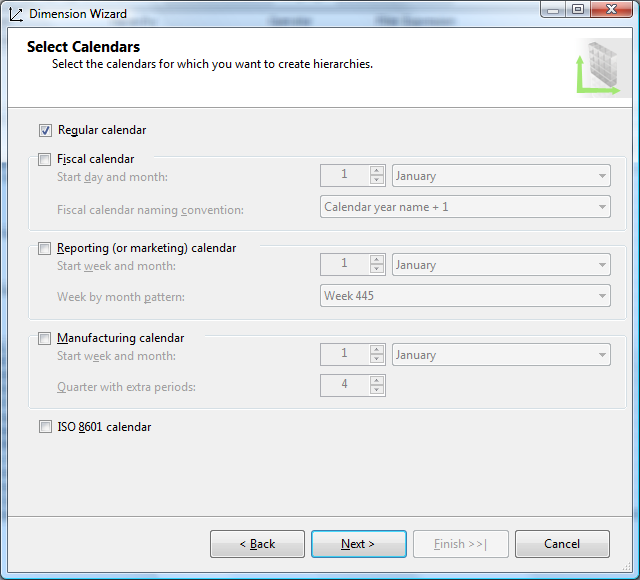 Dimension Wizard
Select Calendars
Select the calendars for which you want to create hierarchies.
Regular calendar
Fiscal calendar
Start day and month: 1 January
Fiscal calendar naming convention: Calendar year name + 1
Reporting (or marketing) calendar
Start week and month: 1 January
Week by month pattern: Week 445
Manufacturing calendar
Start week and month: 1 January
Quarter with extra periods: 4
ISO 8601 calendar
< Back Next > Finish >>| Cancel